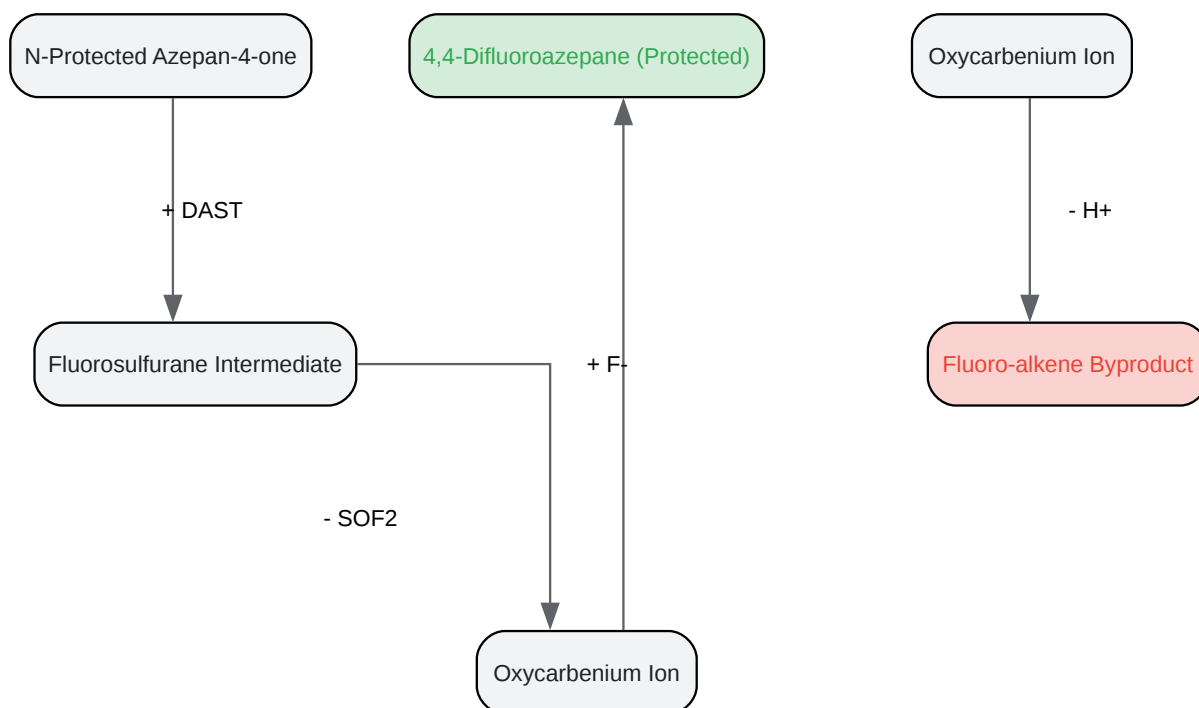 N-Protected Azepan-4-one
4,4-Difluoroazepane (Protected)
Oxycarbenium Ion
+ DAST
- H+
Fluorosulfurane Intermediate
+ F-
Fluoro-alkene Byproduct
- SOF2
Oxycarbenium Ion